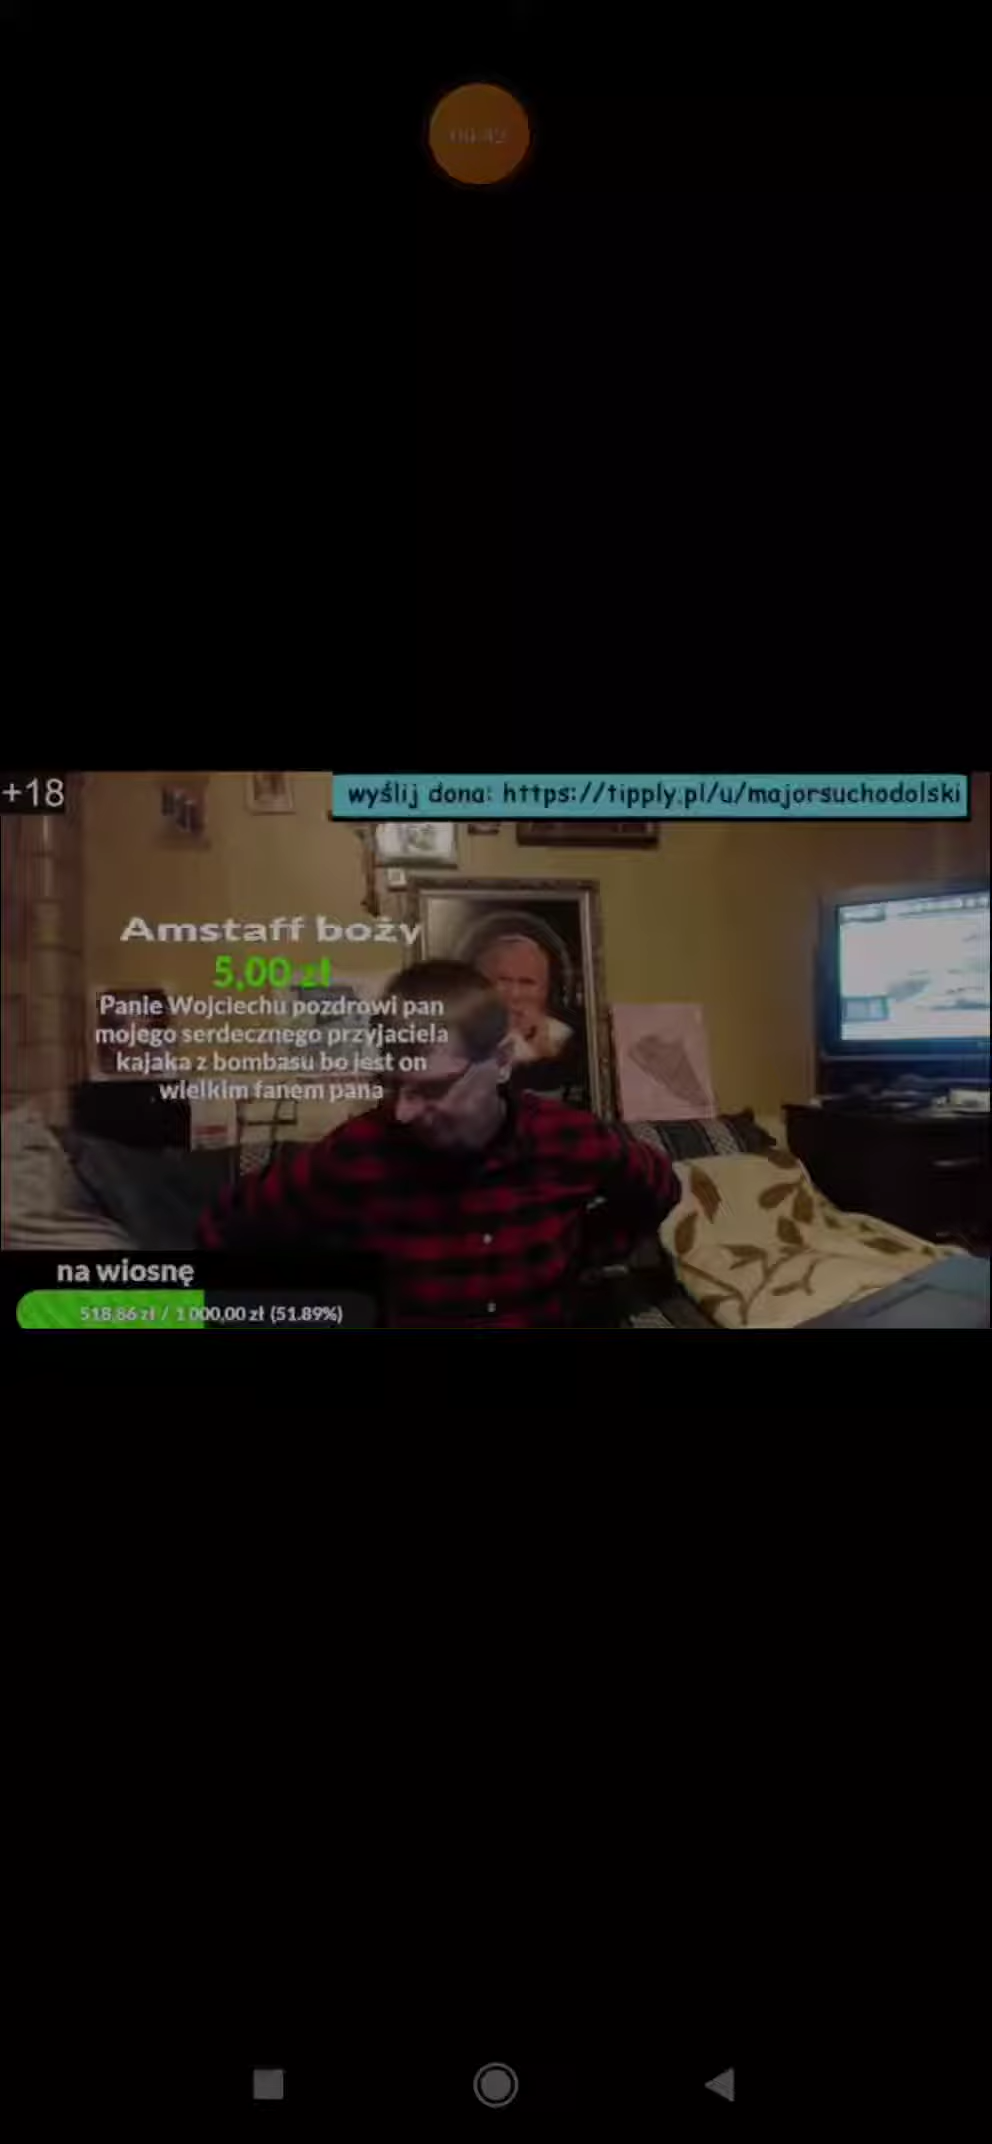 +18
wyślij dona: https://tipply.pl/u/majorsuchodolski
Amstaff boży
5,00 zł
Panie Wojciechu pozdrowi pan
mojego serdecznego przyjaciela
kajaka z bombasu bo jest on
wielkim fanem pana
na wiosnę
518,86 zł / 1 000,00 zł (51.89%)